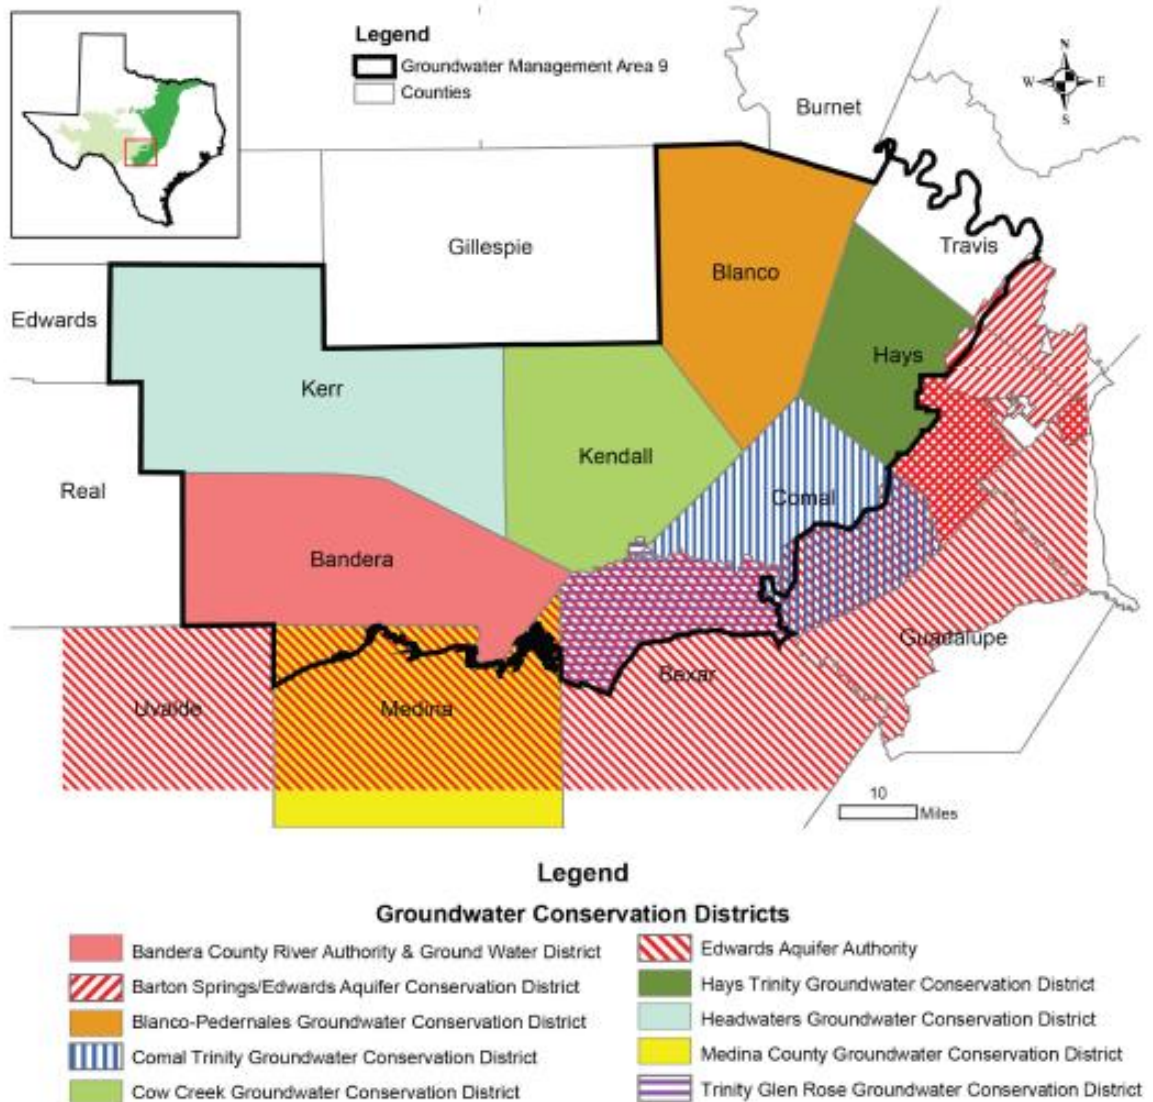 Legend
Groundwater Management Area 9
Counties
N
W
E
S
Burnet
Travis
Gillespie
Blanco
Edwards
Hays
Kerr
Kendall
Real
Comal
Bandera
Guadalupe
Bexar
Uvalde
Medina
10
Miles
Legend
Groundwater Conservation Districts
Bandera County River Authority & Ground Water District
Barton Springs/Edwards Aquifer Conservation District
Blanco-Pedernales Groundwater Conservation District
Comal Trinity Groundwater Conservation District
Cow Creek Groundwater Conservation District
Edwards Aquifer Authority
Hays Trinity Groundwater Conservation District
Headwaters Groundwater Conservation District
Medina County Groundwater Conservation District
Trinity Glen Rose Groundwater Conservation District